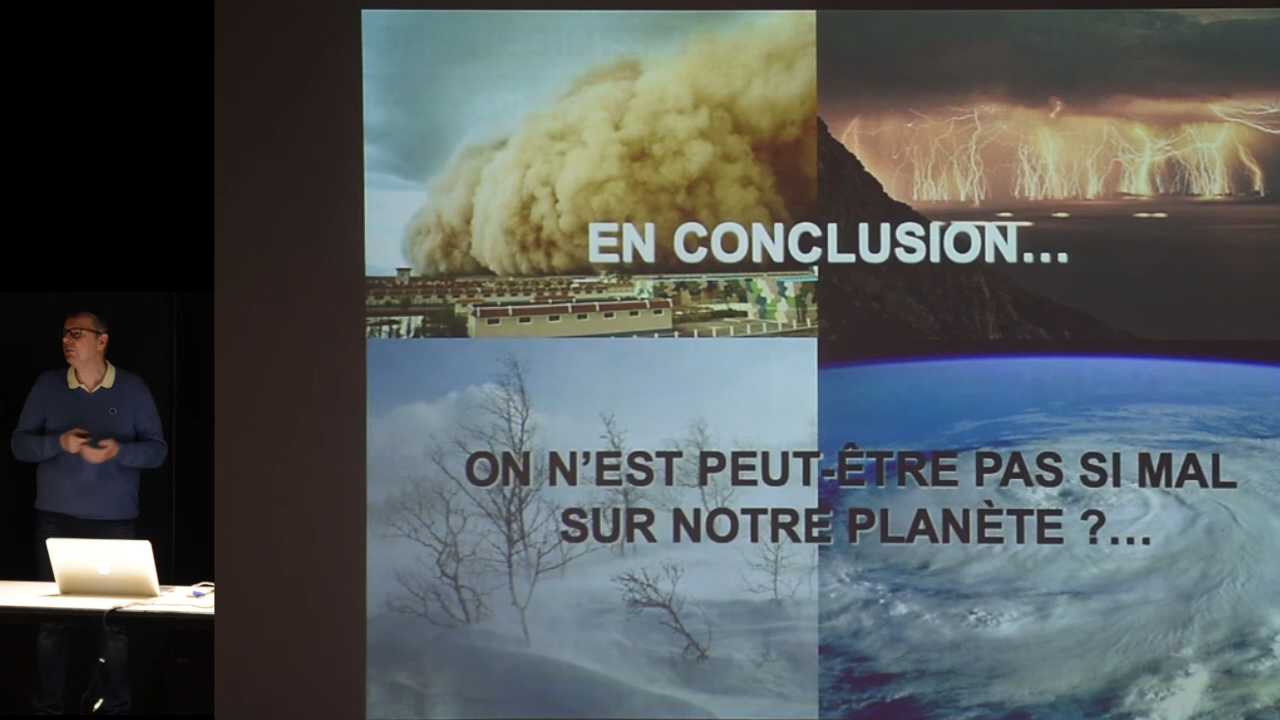 EN CONCLUSION...
ON N'EST PEUT-ÊTRE PAS SI MAL
SUR NOTRE PLANÈTE ?...